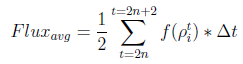 Flux_{avg} = \frac{1}{2} \sum_{t=2n}^{t=2n+2} f(\rho_i^t) * \Delta t